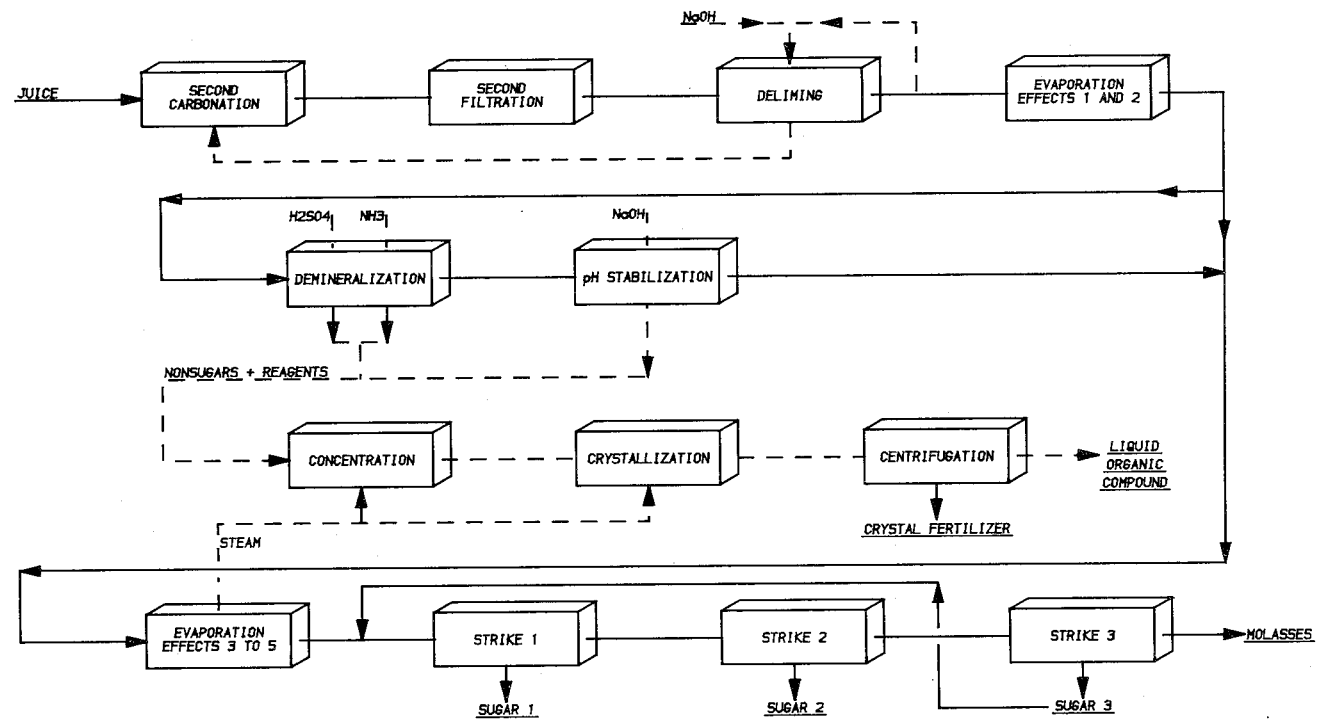 NaOH
JUICE
SECOND
CARBONATION
SECOND
FILTRATION
DELIMING
EVAPORATION
EFFECTS 1 AND 2
H2SO4
NH3
NaOH
DEMINERALIZATION
pH STABILIZATION
NONSUGARS + REAGENTS
CONCENTRATION
CRYSTALLIZATION
CENTRIFUGATION
LIQUID
ORGANIC
COMPOUND
CRYSTAL FERTILIZER
STEAM
EVAPORATION
EFFECTS 3 TO 5
STRIKE 1
STRIKE 2
STRIKE 3
MOLASSES
SUGAR 1
SUGAR 2
SUGAR 3